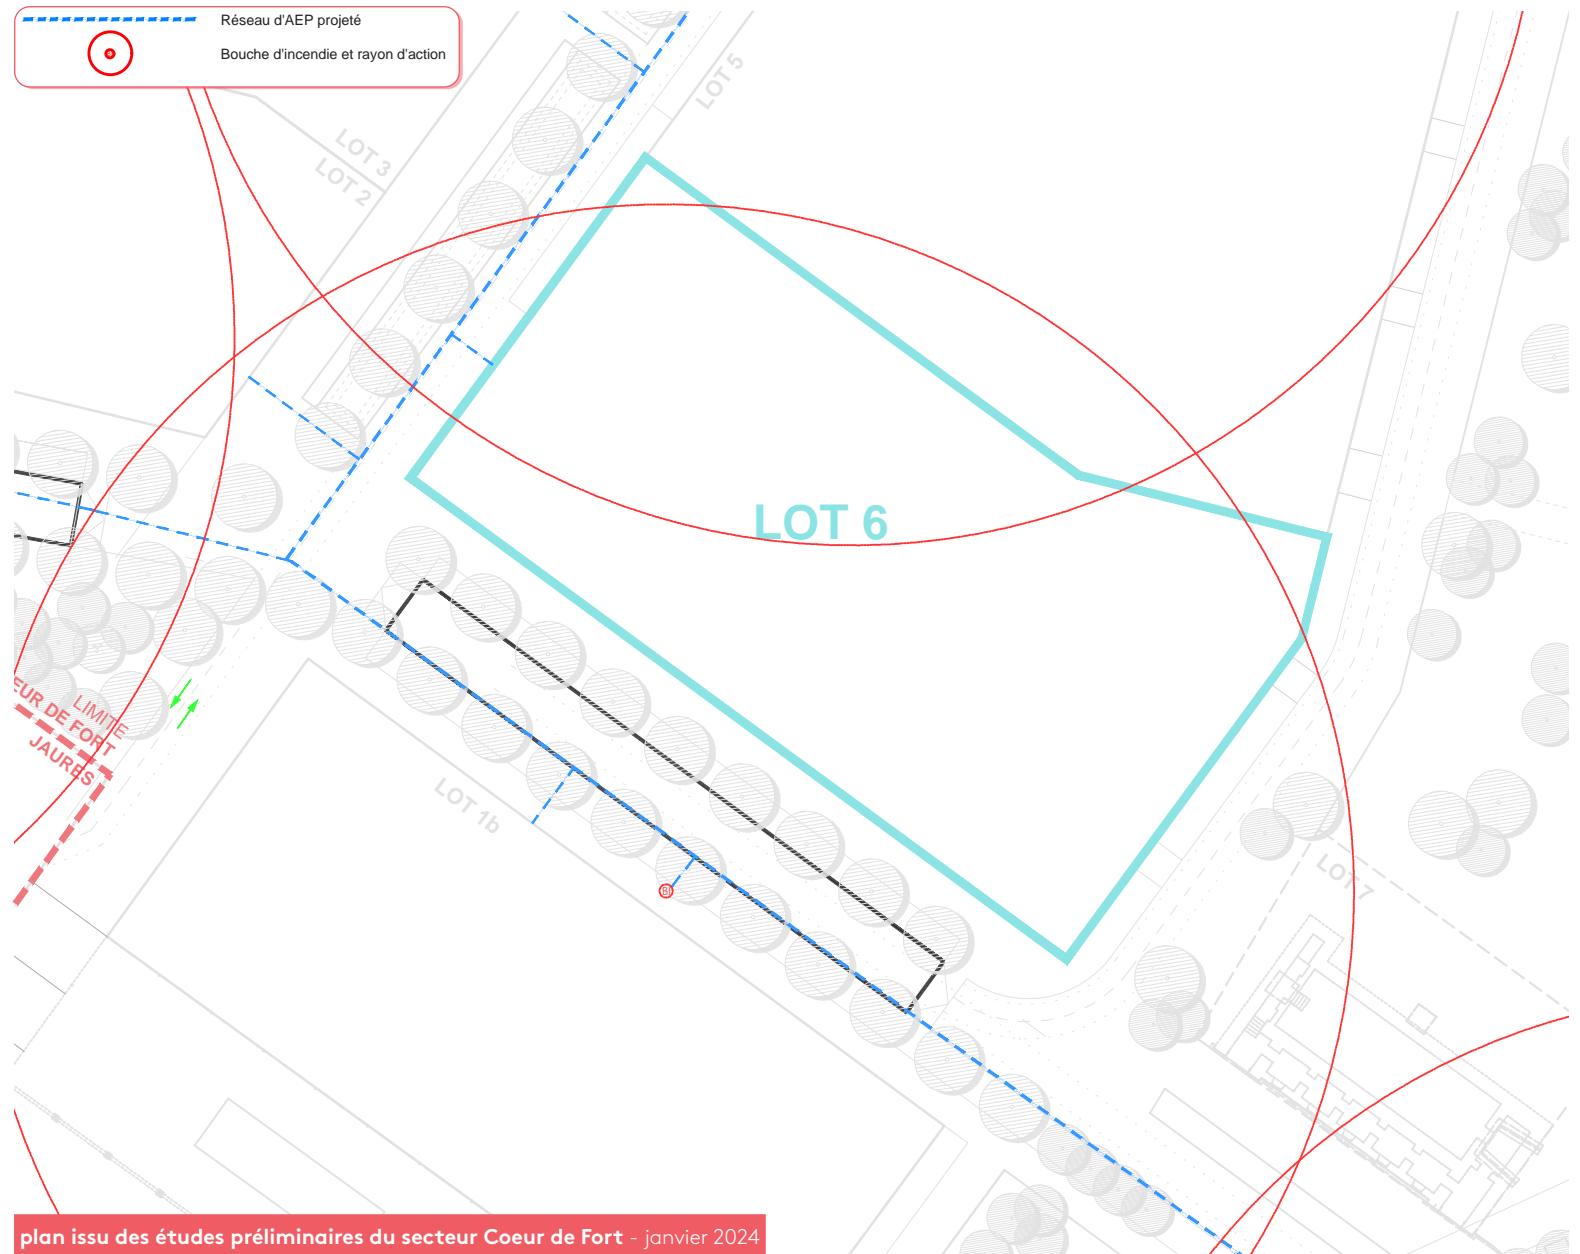 Réseau d'AEP projeté
Bouche d'incendie et rayon d'action
LOT 5
LOT 3
LOT 2
LOT 6
LIMITE
EUR DE FORT
JAURES
LOT 1b
BI
LOT 7
plan issu des études préliminaires du secteur Coeur de Fort - janvier 2024